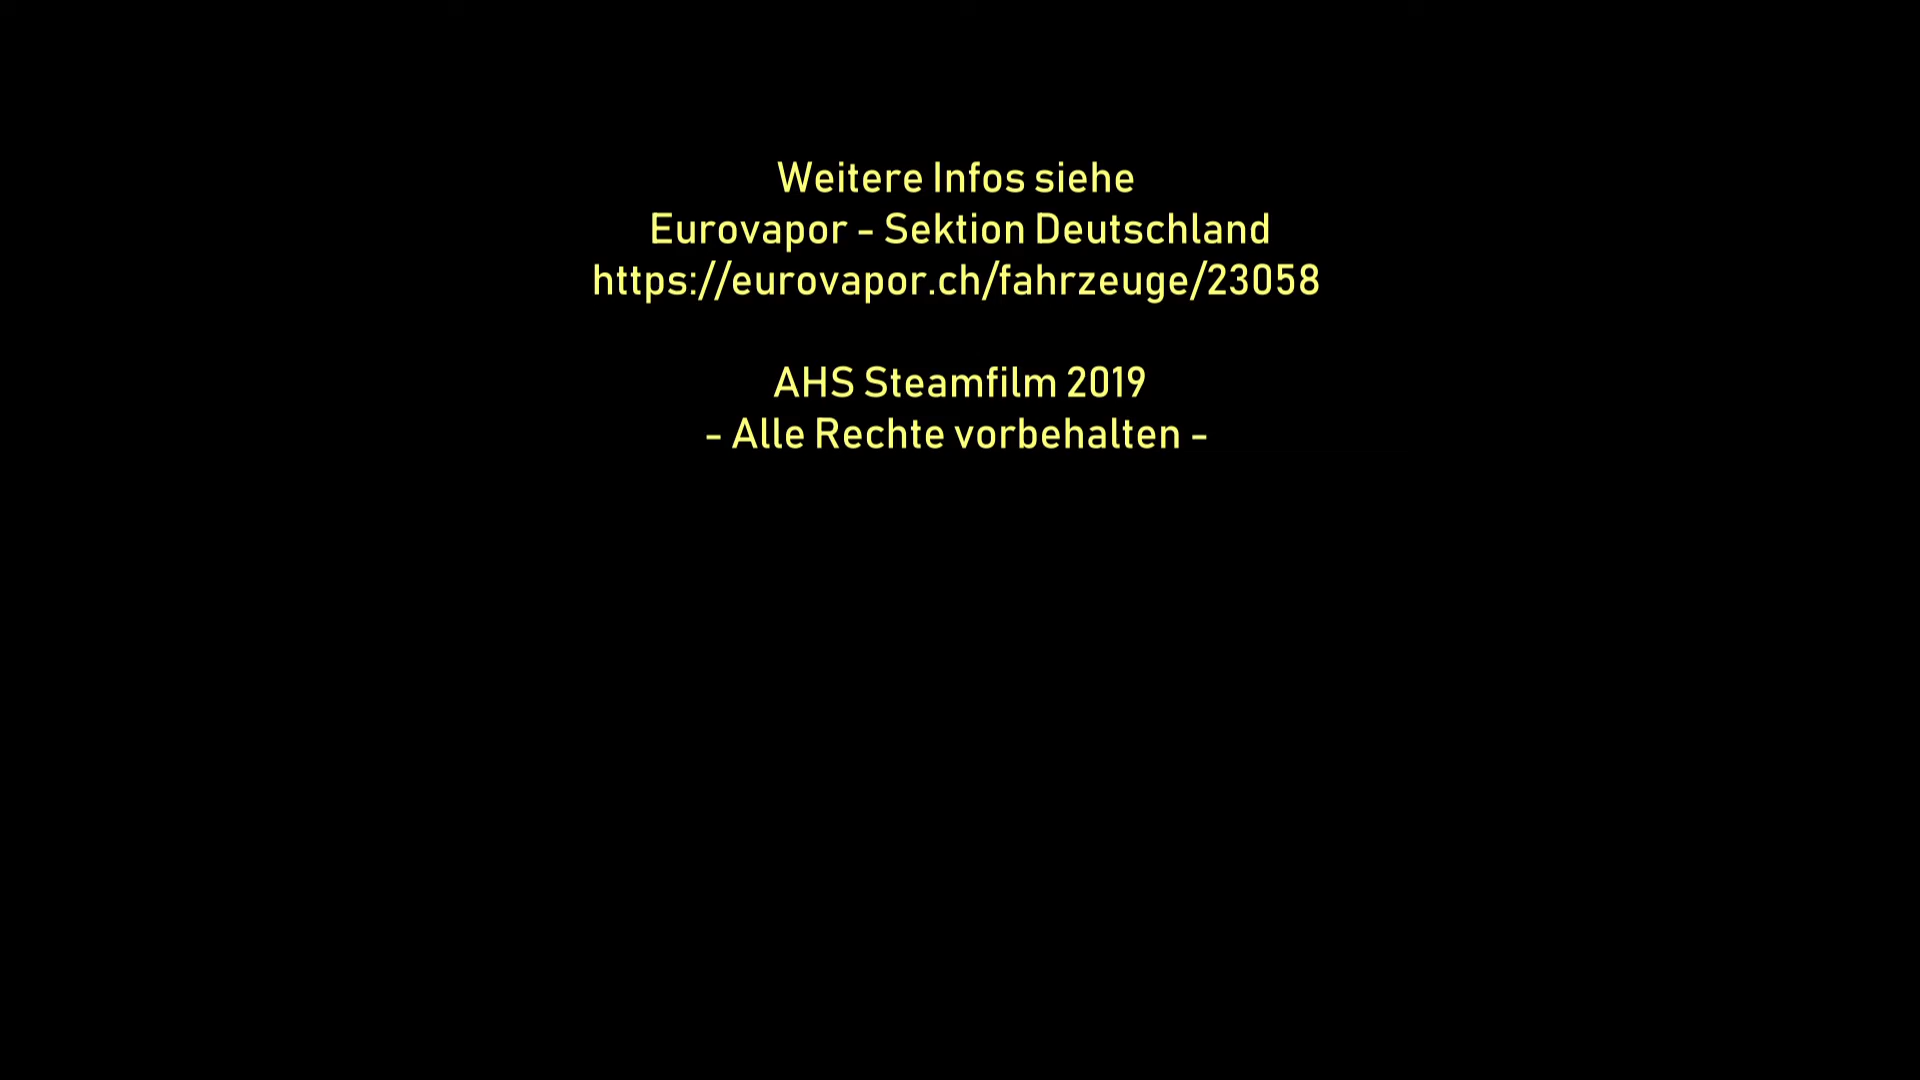 Weitere Infos siehe
Eurovapor - Sektion Deutschland
https://eurovapor.ch/fahrzeuge/23058
AHS Steamfilm 2019
- Alle Rechte vorbehalten -